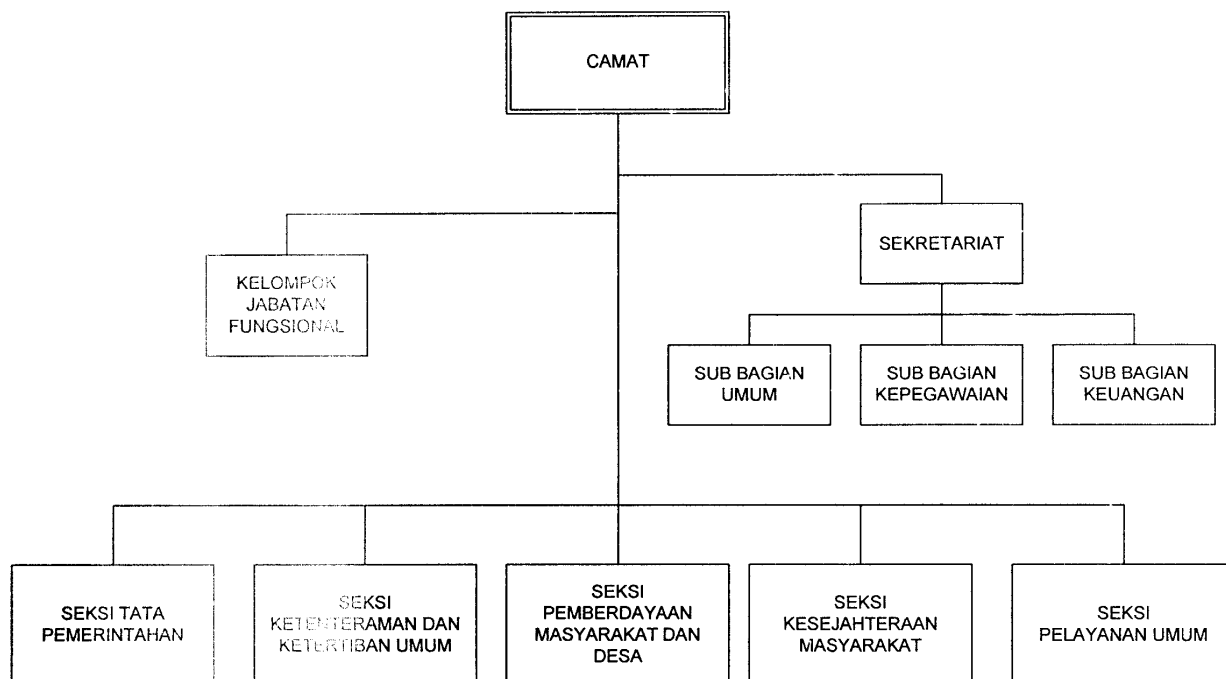 CAMAT
SEKRETARIAT
KELOMPOK
JABATAN
FUNGSIONAL
SUB BAGIAN
UMUM
SUB BAGIAN
KEPEGAWAIAN
SUB BAGIAN
KEUANGAN
SEKSI TATA
PEMERINTAHAN
SEKSI
KETENTERAMAN DAN
KETERTIBAN UMUM
SEKSI
PEMBERDAYAAN
MASYARAKAT DAN
DESA
SEKSI
KESEJAHTERAAN
MASYARAKAT
SEKSI
PELAYANAN UMUM